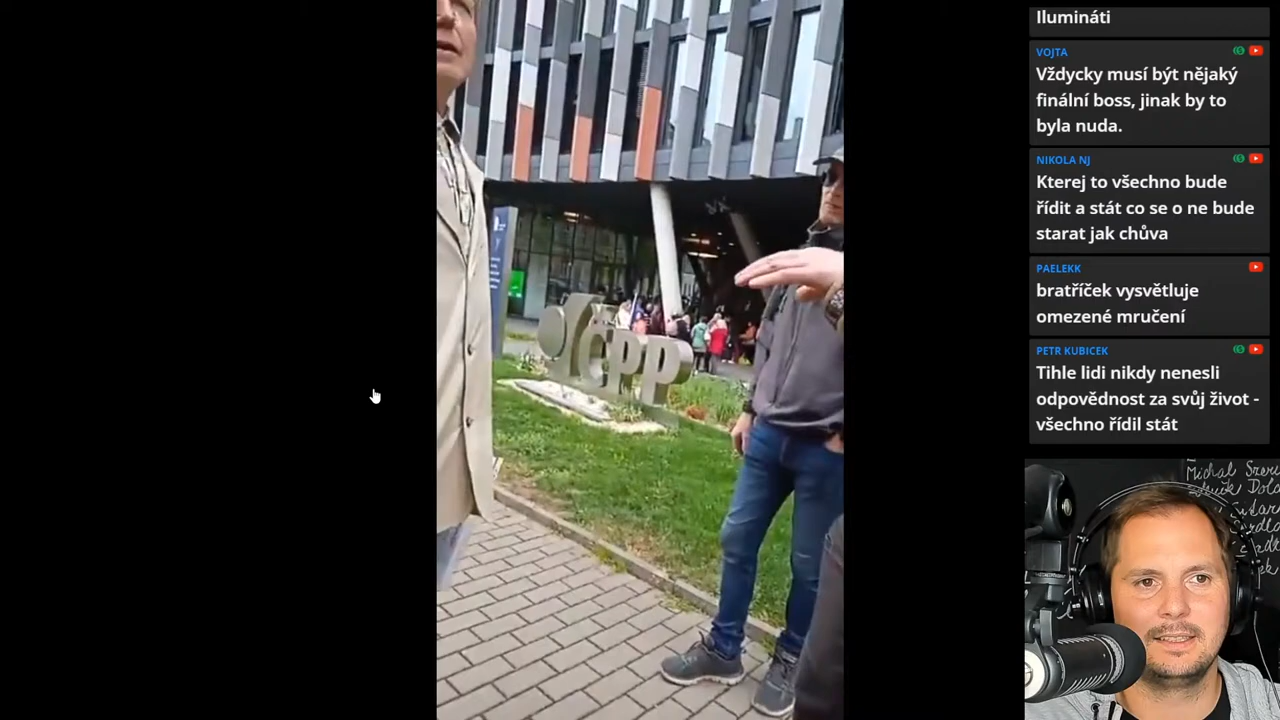 čpp
Ilumináti
VOJTA
Vždycky musí být nějaký
finální boss, jinak by to
byla nuda.
NIKOLA NJ
Kterej to všechno bude
řídit a stát co se o ne bude
starat jak chůva
PAELEKK
bratříček vysvětluje
omezené mručení
PETR KUBICEK
Tihle lidi nikdy nenesli
odpovědnost za svůj život -
všechno řídil stát
Michal